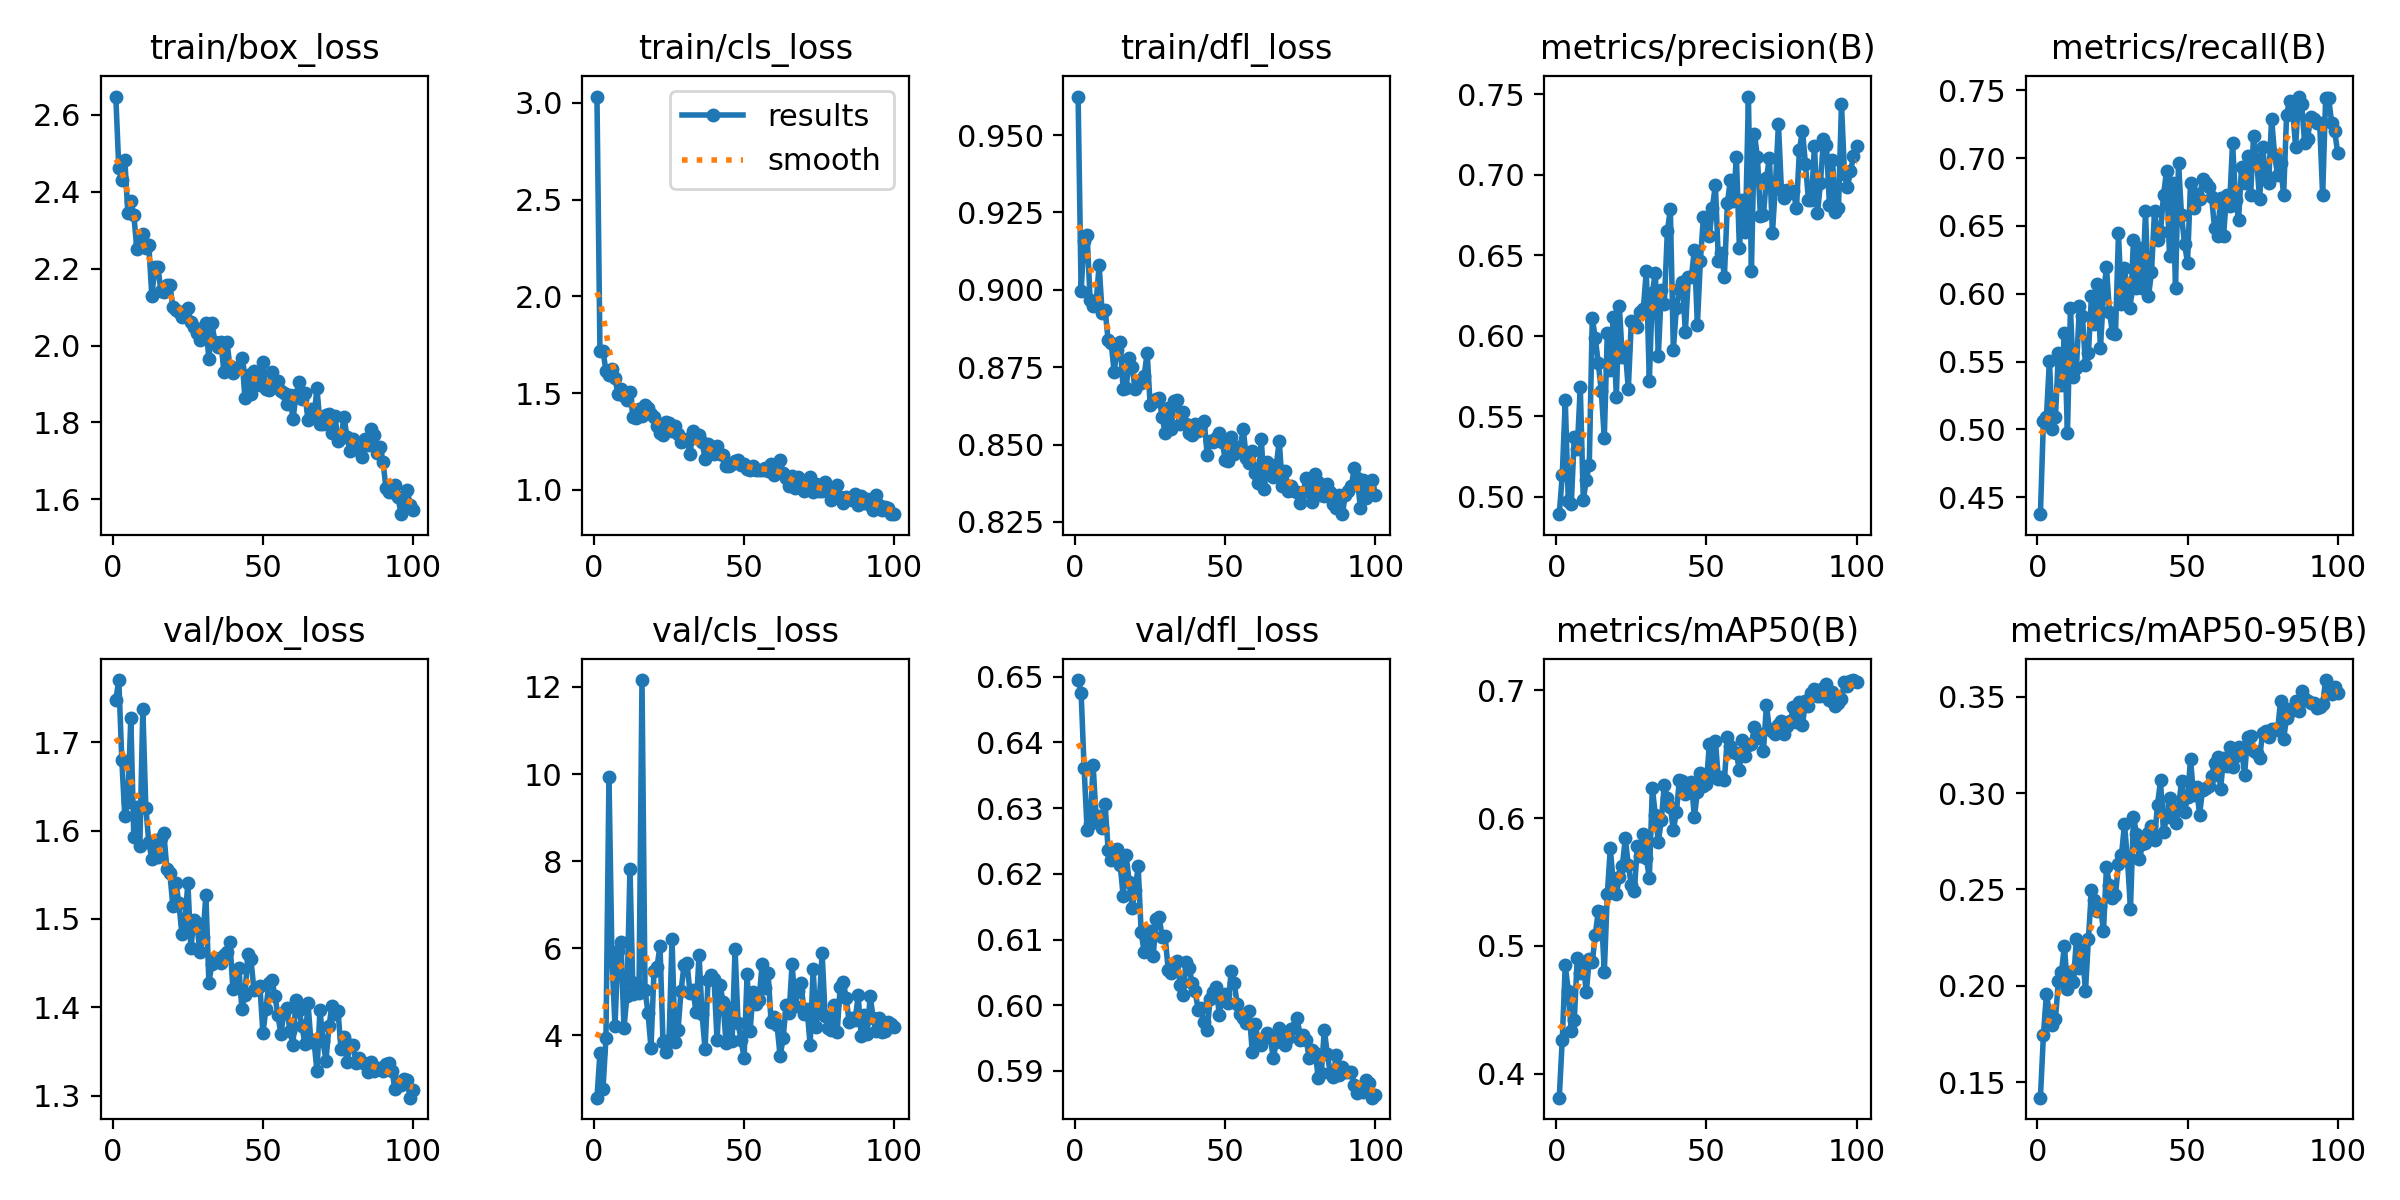 train/box_loss
2.6
2.4
2.2
2.0
1.8
1.6
0 50 100
train/cls_loss
results
smooth
3.0
2.5
2.0
1.5
1.0
0 50 100
train/dfl_loss
0.950
0.925
0.900
0.875
0.850
0.825
0 50 100
metrics/precision(B)
0.75
0.70
0.65
0.60
0.55
0.50
0 50 100
metrics/recall(B)
0.75
0.70
0.65
0.60
0.55
0.50
0.45
0 50 100
val/box_loss
1.7
1.6
1.5
1.4
1.3
0 50 100
val/cls_loss
12
10
8
6
4
0 50 100
val/dfl_loss
0.65
0.64
0.63
0.62
0.61
0.60
0.59
0 50 100
metrics/mAP50(B)
0.7
0.6
0.5
0.4
0 50 100
metrics/mAP50-95(B)
0.35
0.30
0.25
0.20
0.15
0 50 100